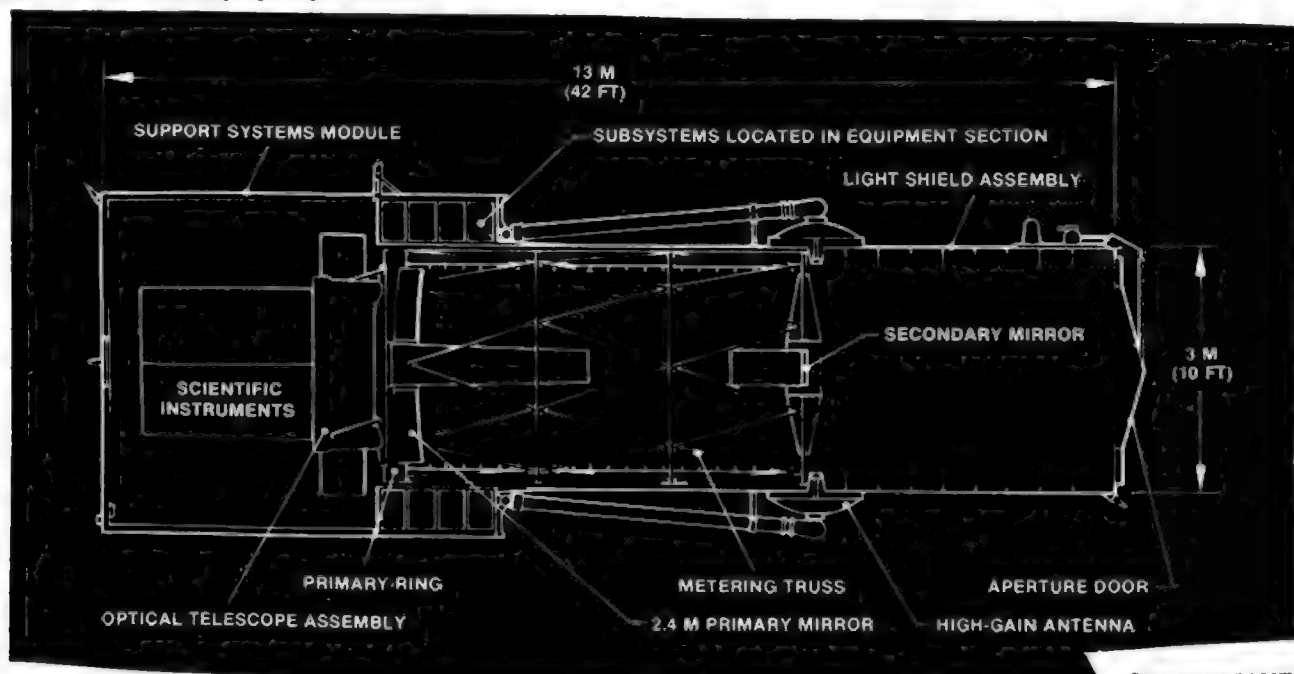 13 M
(42 FT)
SUPPORT SYSTEMS MODULE
SUBSYSTEMS LOCATED IN EQUIPMENT SECTION
LIGHT SHIELD ASSEMBLY
SECONDARY MIRROR
3 M
(10 FT)
SCIENTIFIC
INSTRUMENTS
PRIMARY RING
METERING TRUSS
APERTURE DOOR
OPTICAL TELESCOPE ASSEMBLY
2.4 M PRIMARY MIRROR
HIGH-GAIN ANTENNA